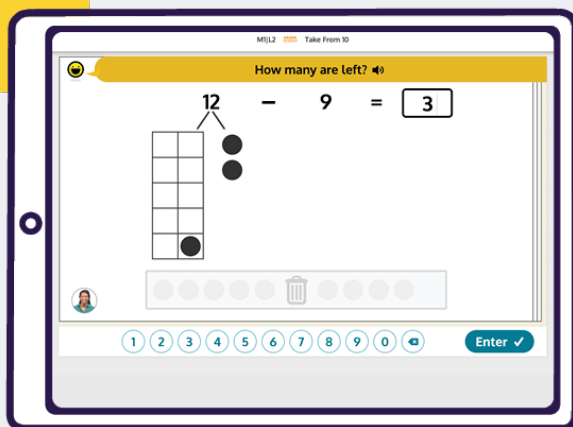 M1|L2 Take From 10
How many are left?
12 − 9 = 3
1 2 3 4 5 6 7 8 9 0
Enter ✓